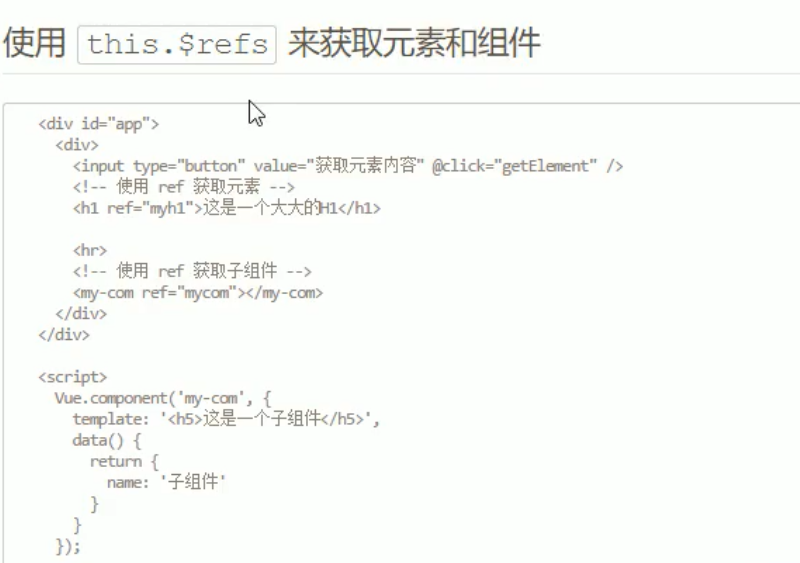 使用 this.$refs 来获取元素和组件
<div id="app">
<div>
<input type="button" value="获取元素内容" @click="getElement" />
<!-- 使用 ref 获取元素 -->
<h1 ref="myh1">这是一个大大的H1</h1>
<hr>
<!-- 使用 ref 获取子组件 -->
<my-com ref="mycom"></my-com>
</div>
</div>
<script>
Vue.component('my-com', {
template: '<h5>这是一个子组件</h5>',
data() {
return {
name: '子组件'
}
}
});